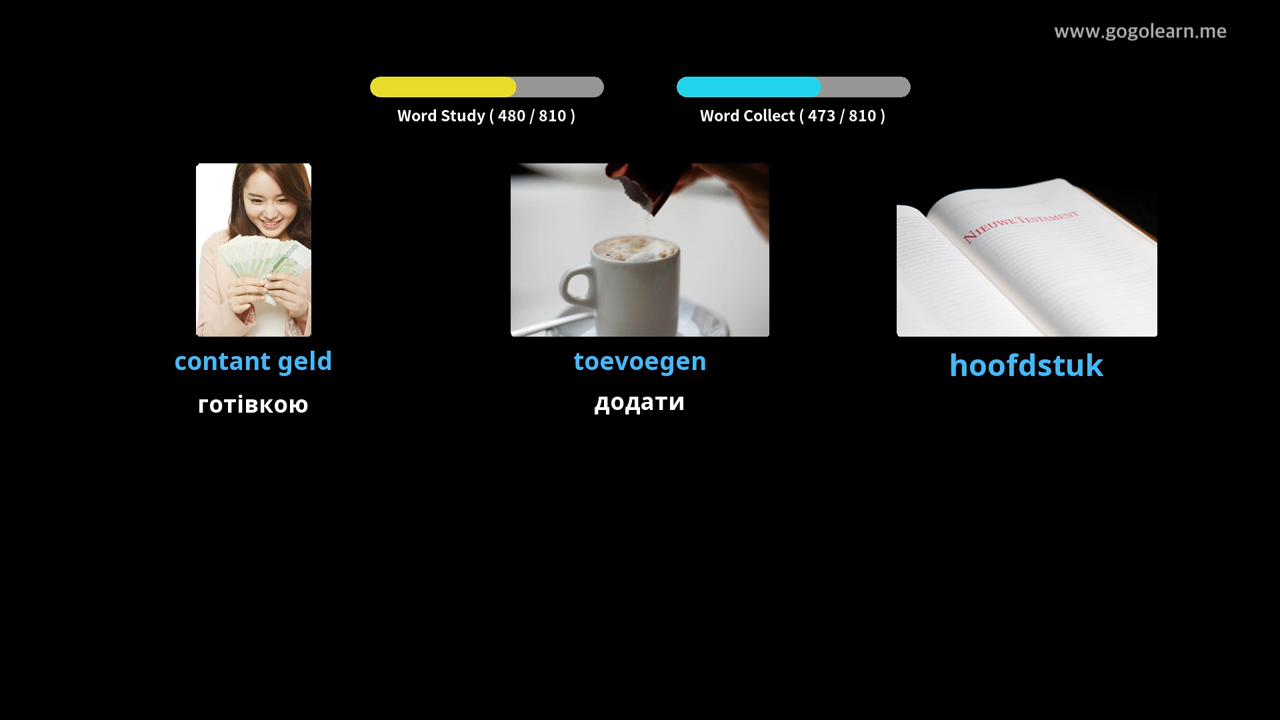 www.gogolearn.me
Word Study ( 480 / 810 )
Word Collect ( 473 / 810 )
NIEUWE TESTAMENT
contant geld
toevoegen
hoofdstuk
готівкою
додати